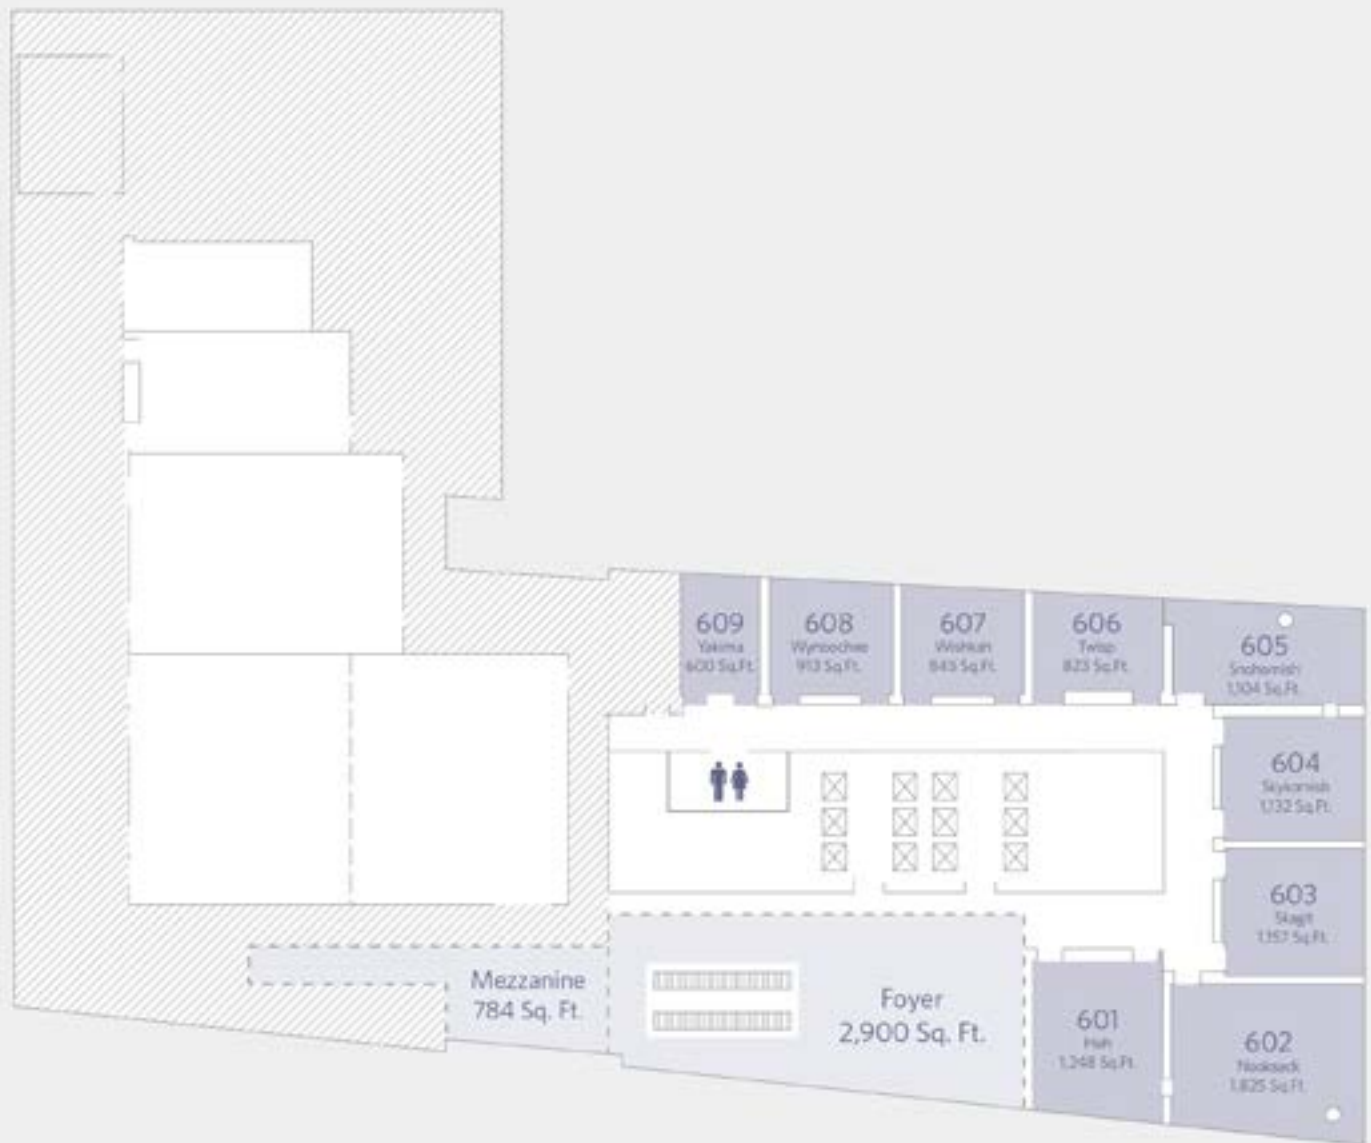 609
Yakima
600 Sq.Ft.
608
Wynoochee
913 Sq.Ft.
607
Wishkah
845 Sq.Ft.
606
Twisp
823 Sq.Ft.
605
Snohomish
1,104 Sq.Ft.
604
Skykomish
1,132 Sq.Ft.
603
Skagit
1,157 Sq.Ft.
Mezzanine
784 Sq. Ft.
Foyer
2,900 Sq. Ft.
601
Hoh
1,248 Sq.Ft.
602
Nooksack
1,825 Sq.Ft.